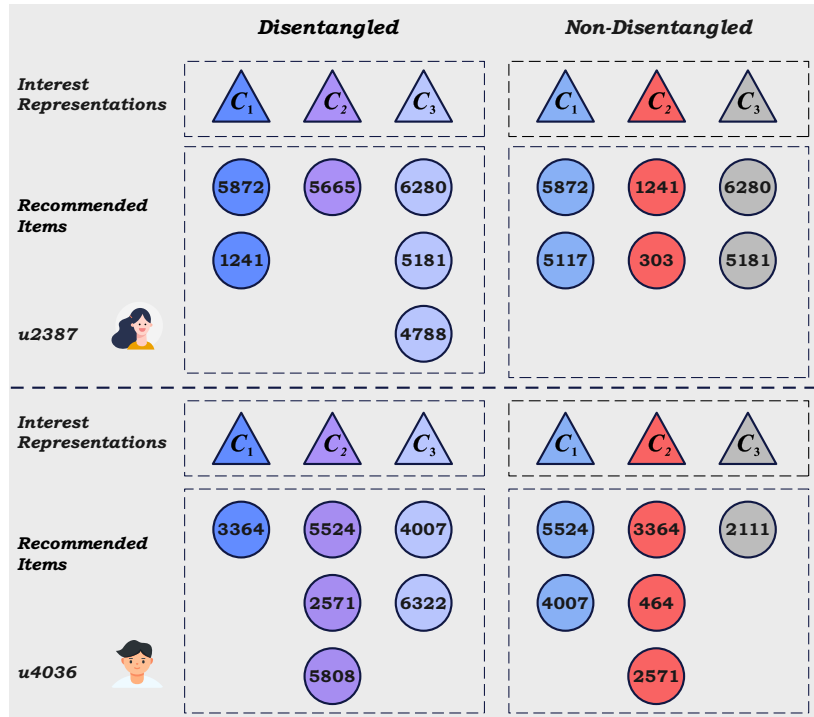 Disentangled Non-Disentangled
Interest
Representations
C1 C2 C3 C1 C2 C3
5872 5665 6280 5872 1241 6280
Recommended
Items
1241 5181 5117 303 5181
u2387
4788
Interest
Representations
C1 C2 C3 C1 C2 C3
3364 5524 4007 5524 3364 2111
Recommended
Items
2571 6322 4007 464
u4036
5808 2571